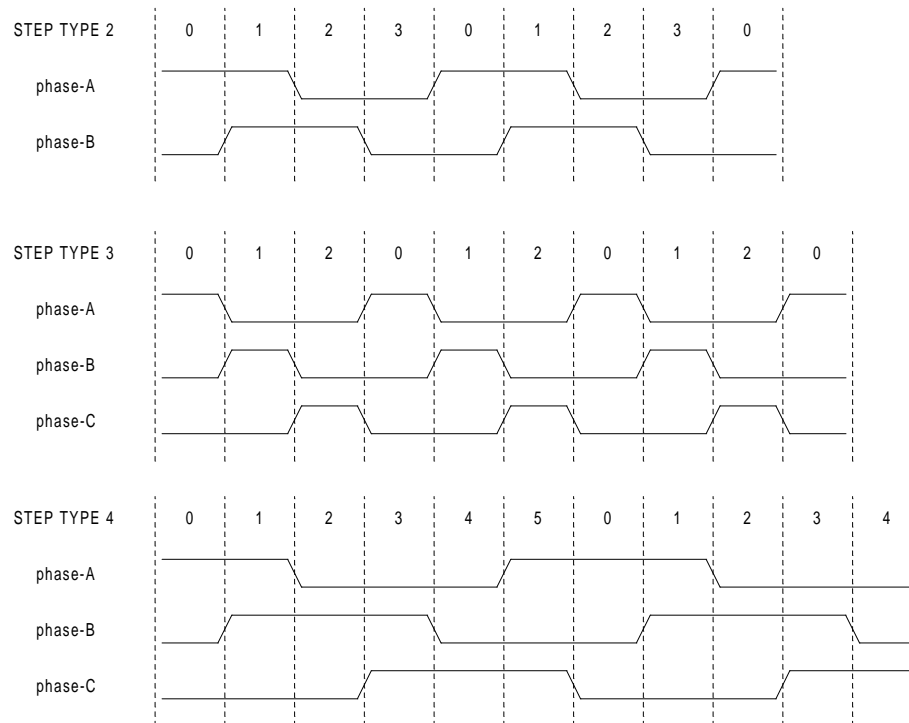 STEP TYPE 2 0 1 2 3 0 1 2 3 0
phase-A
phase-B
STEP TYPE 3 0 1 2 0 1 2 0 1 2 0
phase-A
phase-B
phase-C
STEP TYPE 4 0 1 2 3 4 5 0 1 2 3 4
phase-A
phase-B
phase-C